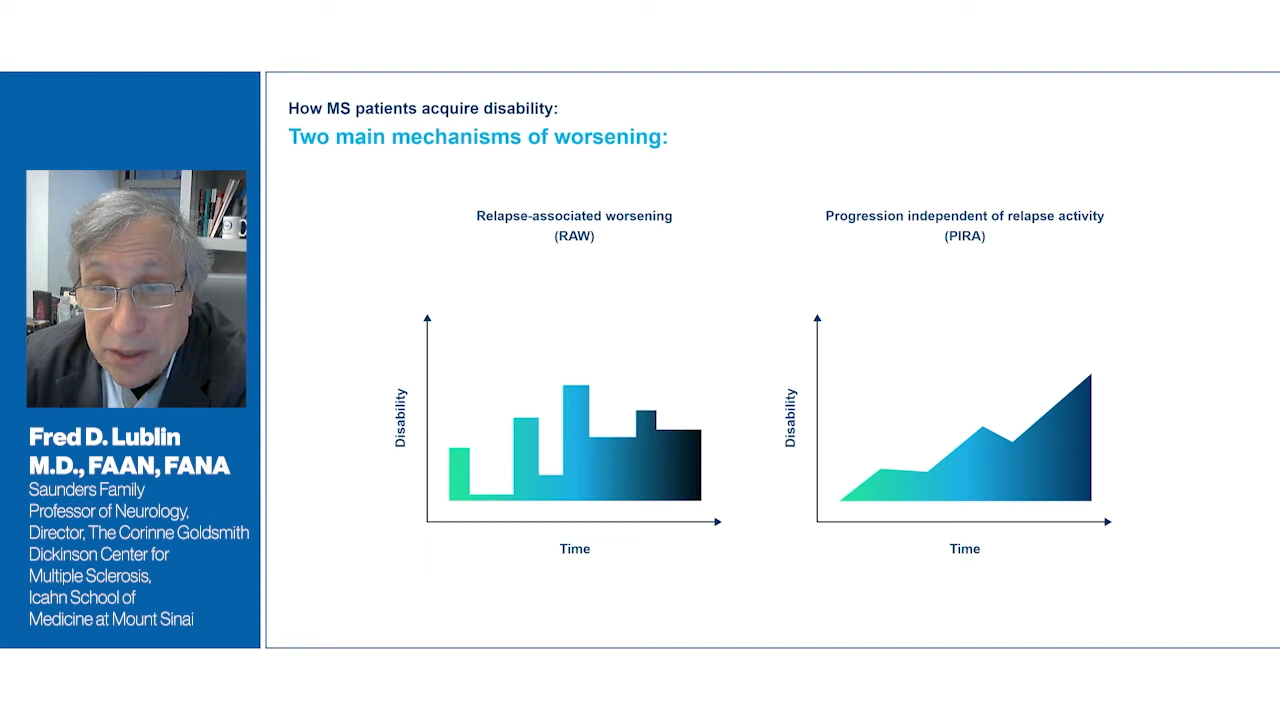 How MS patients acquire disability:
Two main mechanisms of worsening:
Relapse-associated worsening
(RAW)
Disability
Time
Progression independent of relapse activity
(PIRA)
Disability
Time
Fred D. Lublin
M.D., FAAN, FANA
Saunders Family
Professor of Neurology,
Director, The Corinne Goldsmith
Dickinson Center for
Multiple Sclerosis,
Icahn School of
Medicine at Mount Sinai